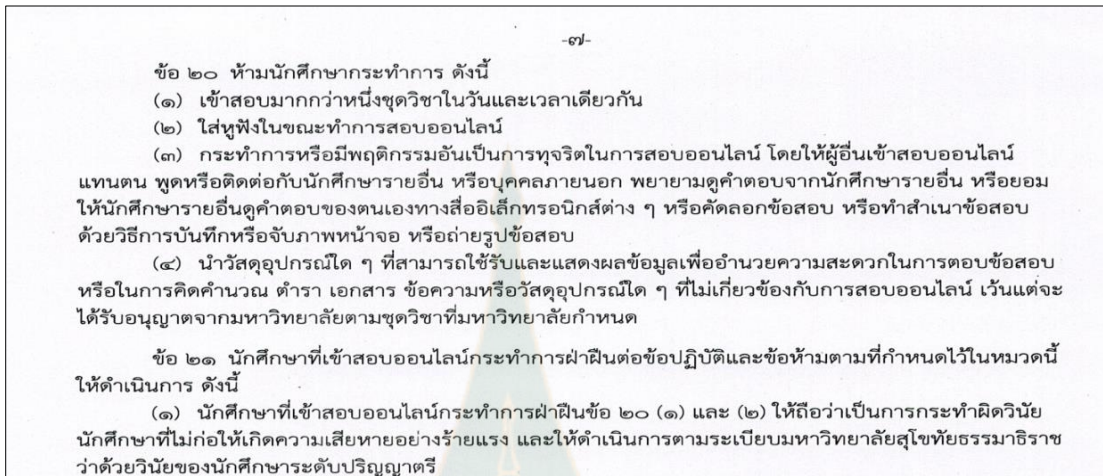 -๗-
ข้อ ๒๐ ห้ามนักศึกษากระทำการ ดังนี้
(๑) เข้าสอบมากกว่าหนึ่งชุดวิชาในวันและเวลาเดียวกัน
(๒) ใส่หูฟังในขณะทำการสอบออนไลน์
(๓) กระทำการหรือมีพฤติกรรมอันเป็นการทุจริตในการสอบออนไลน์ โดยให้ผู้อื่นเข้าสอบออนไลน์
แทนตน พูดหรือติดต่อกับนักศึกษารายอื่น หรือบุคคลภายนอก พยายามดูคำตอบจากนักศึกษารายอื่น หรือยอม
ให้นักศึกษารายอื่นดูคำตอบของตนเองทางสื่ออิเล็กทรอนิกส์ต่าง ๆ หรือคัดลอกข้อสอบ หรือทำสำเนาข้อสอบ
ด้วยวิธีการบันทึกหรือจับภาพหน้าจอ หรือถ่ายรูปข้อสอบ
(๔) นำวัสดุอุปกรณ์ใด ๆ ที่สามารถใช้รับและแสดงผลข้อมูลเพื่ออำนวยความสะดวกในการตอบข้อสอบ
หรือในการคิดคำนวณ ตำรา เอกสาร ข้อความหรือวัสดุอุปกรณ์ใด ๆ ที่ไม่เกี่ยวข้องกับการสอบออนไลน์ เว้นแต่จะ
ได้รับอนุญาตจากมหาวิทยาลัยตามชุดวิชาที่มหาวิทยาลัยกำหนด
ข้อ ๒๑ นักศึกษาที่เข้าสอบออนไลน์กระทำการฝ่าฝืนต่อข้อปฏิบัติและข้อห้ามตามที่กำหนดไว้ในหมวดนี้
ให้ดำเนินการ ดังนี้
(๑) นักศึกษาที่เข้าสอบออนไลน์กระทำการฝ่าฝืนข้อ ๒๐ (๑) และ (๒) ให้ถือว่าเป็นการกระทำผิดวินัย
นักศึกษาที่ไม่ก่อให้เกิดความเสียหายอย่างร้ายแรง และให้ดำเนินการตามระเบียบมหาวิทยาลัยสุโขทัยธรรมาธิราช
ว่าด้วยวินัยของนักศึกษาระดับปริญญาตรี